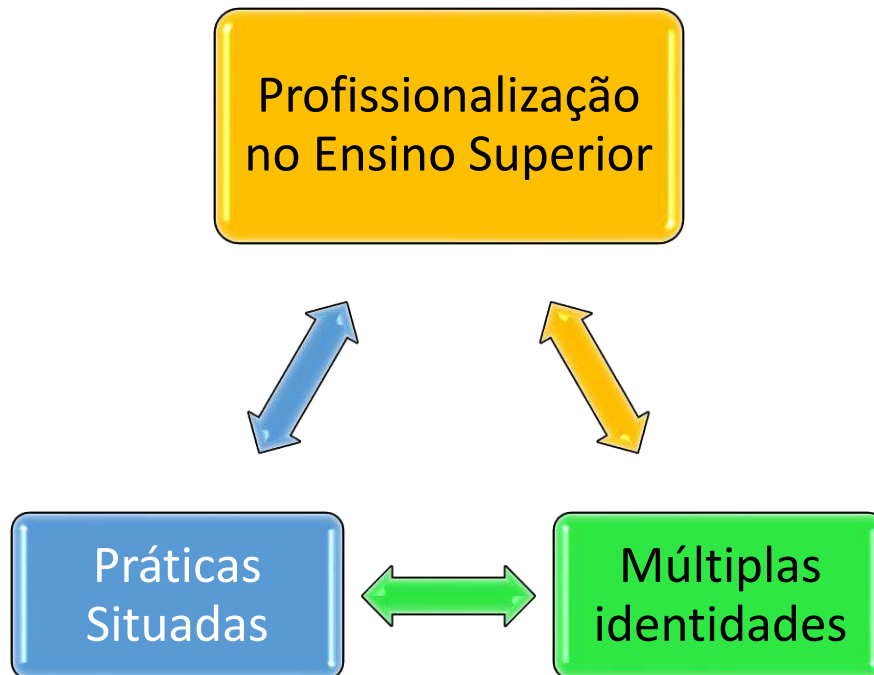 Profissionalização
no Ensino Superior
Práticas
Situadas
Múltiplas
identidades